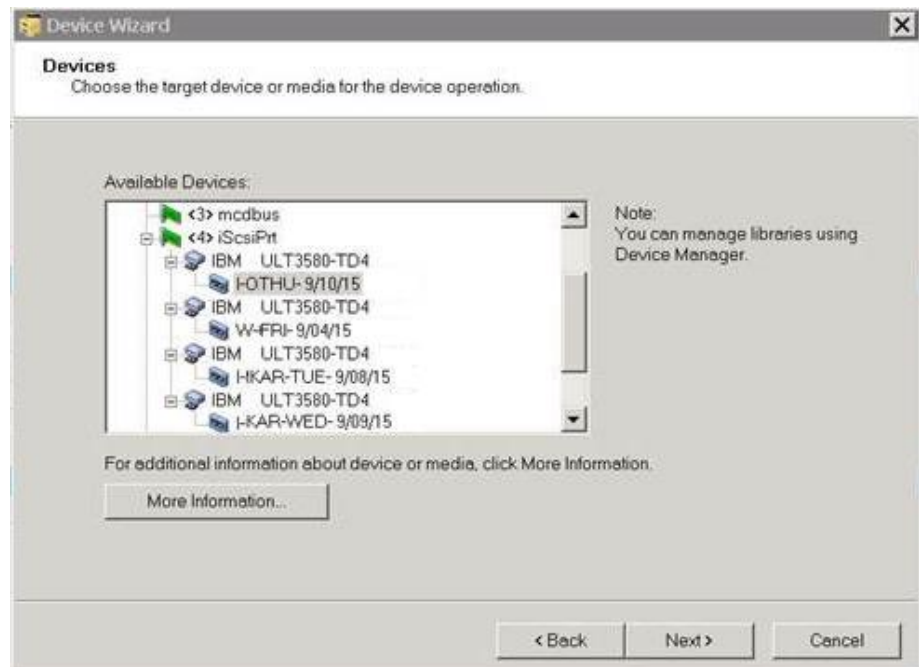 Device Wizard
Devices
Choose the target device or media for the device operation.
Available Devices:
<3> mcdbus
<4> iScsiPrt
IBM ULT3580-TD4
I-OTHU- 9/10/15
IBM ULT3580-TD4
W-FRI- 9/04/15
IBM ULT3580-TD4
I-IKAR-TUE- 9/08/15
IBM ULT3580-TD4
I-KAR-WED- 9/09/15
Note:
You can manage libraries using
Device Manager.
For additional information about device or media, click More Information.
More Information...
< Back
Next >
Cancel